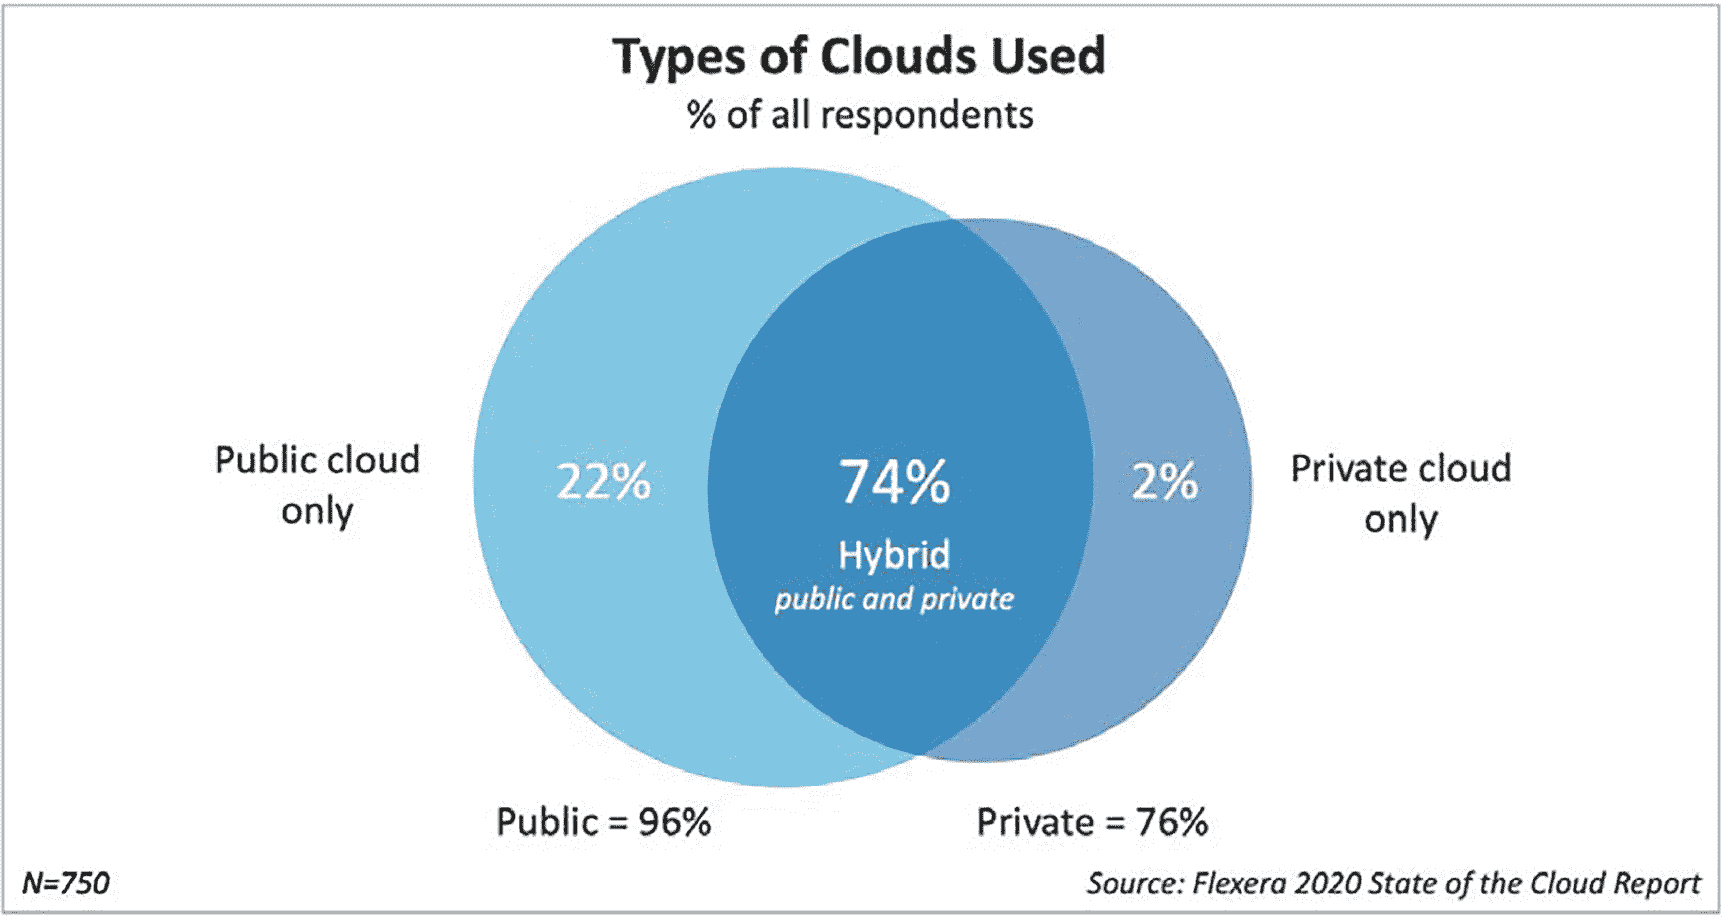 Types of Clouds Used
% of all respondents
Public cloud
only
22%
74%
Hybrid
public and private
2%
Private cloud
only
Public = 96%
Private = 76%
N=750
Source: Flexera 2020 State of the Cloud Report